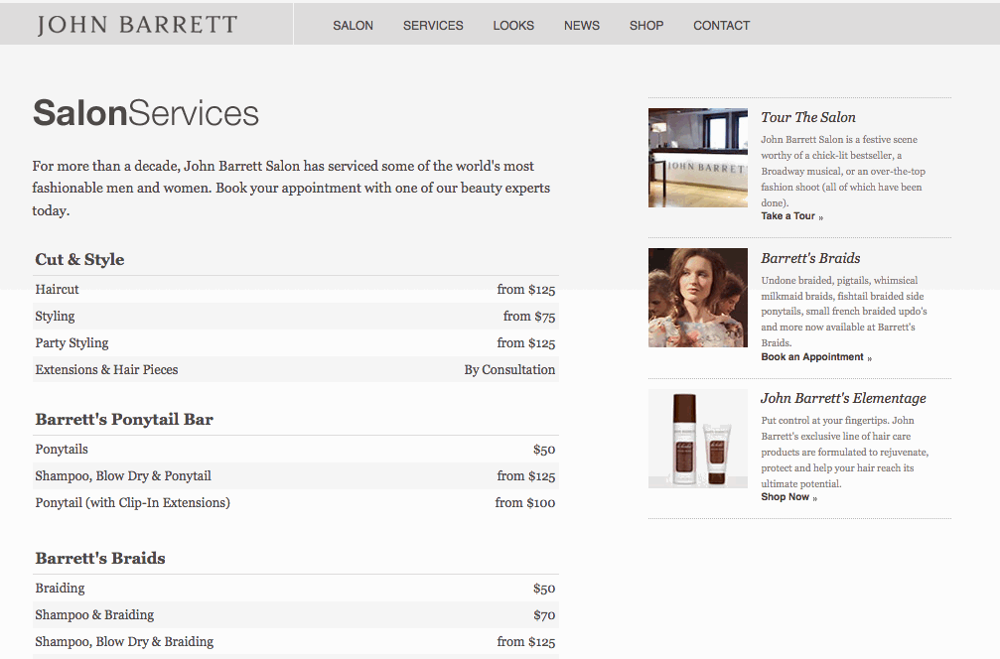 JOHN BARRETT
SALON SERVICES LOOKS NEWS SHOP CONTACT
SalonServices
For more than a decade, John Barrett Salon has serviced some of the world's most
fashionable men and women. Book your appointment with one of our beauty experts
today.
Cut & Style
Haircut from $125
Styling from $75
Party Styling from $125
Extensions & Hair Pieces By Consultation
Barrett's Ponytail Bar
Ponytails $50
Shampoo, Blow Dry & Ponytail from $125
Ponytail (with Clip-In Extensions) from $100
Barrett's Braids
Braiding $50
Shampoo & Braiding $70
Shampoo, Blow Dry & Braiding from $125
JOHN BARRETT
Tour The Salon
John Barrett Salon is a festive scene
worthy of a chick-lit bestseller, a
Broadway musical, or an over-the-top
fashion shoot (all of which have been
done).
Take a Tour »
Barrett's Braids
Undone braided, pigtails, whimsical
milkmaid braids, fishtail braided side
ponytails, small french braided updo's
and more now available at Barrett's
Braids.
Book an Appointment »
John Barrett's Elementage
Put control at your fingertips. John
Barrett's exclusive line of hair care
products are formulated to rejuvenate,
protect and help your hair reach its
ultimate potential.
Shop Now »